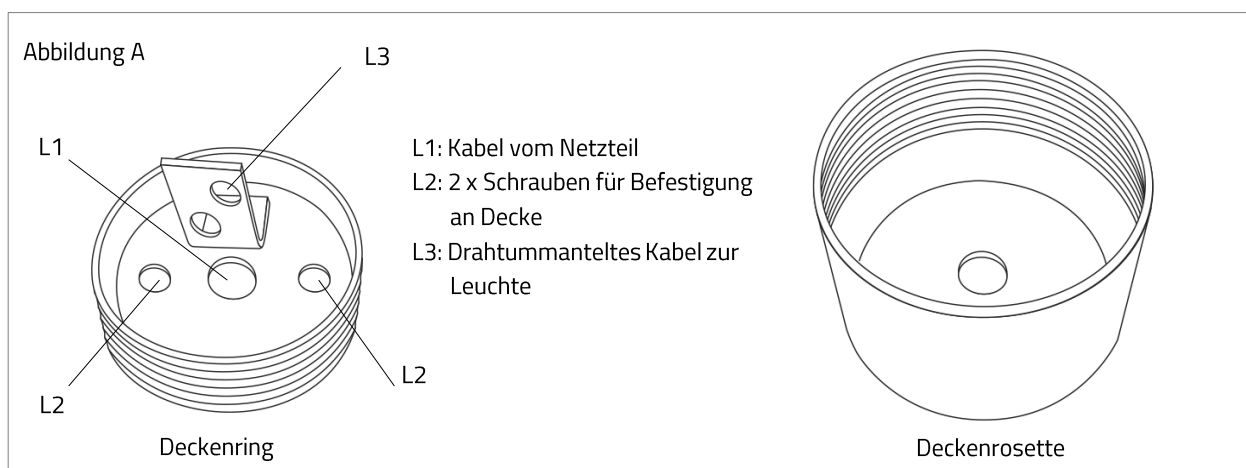 Abbildung A
L3
L1
L1: Kabel vom Netzteil
L2: 2 x Schrauben für Befestigung
an Decke
L3: Drahtummanteltes Kabel zur
Leuchte
L2
L2
Deckenring
Deckenrosette